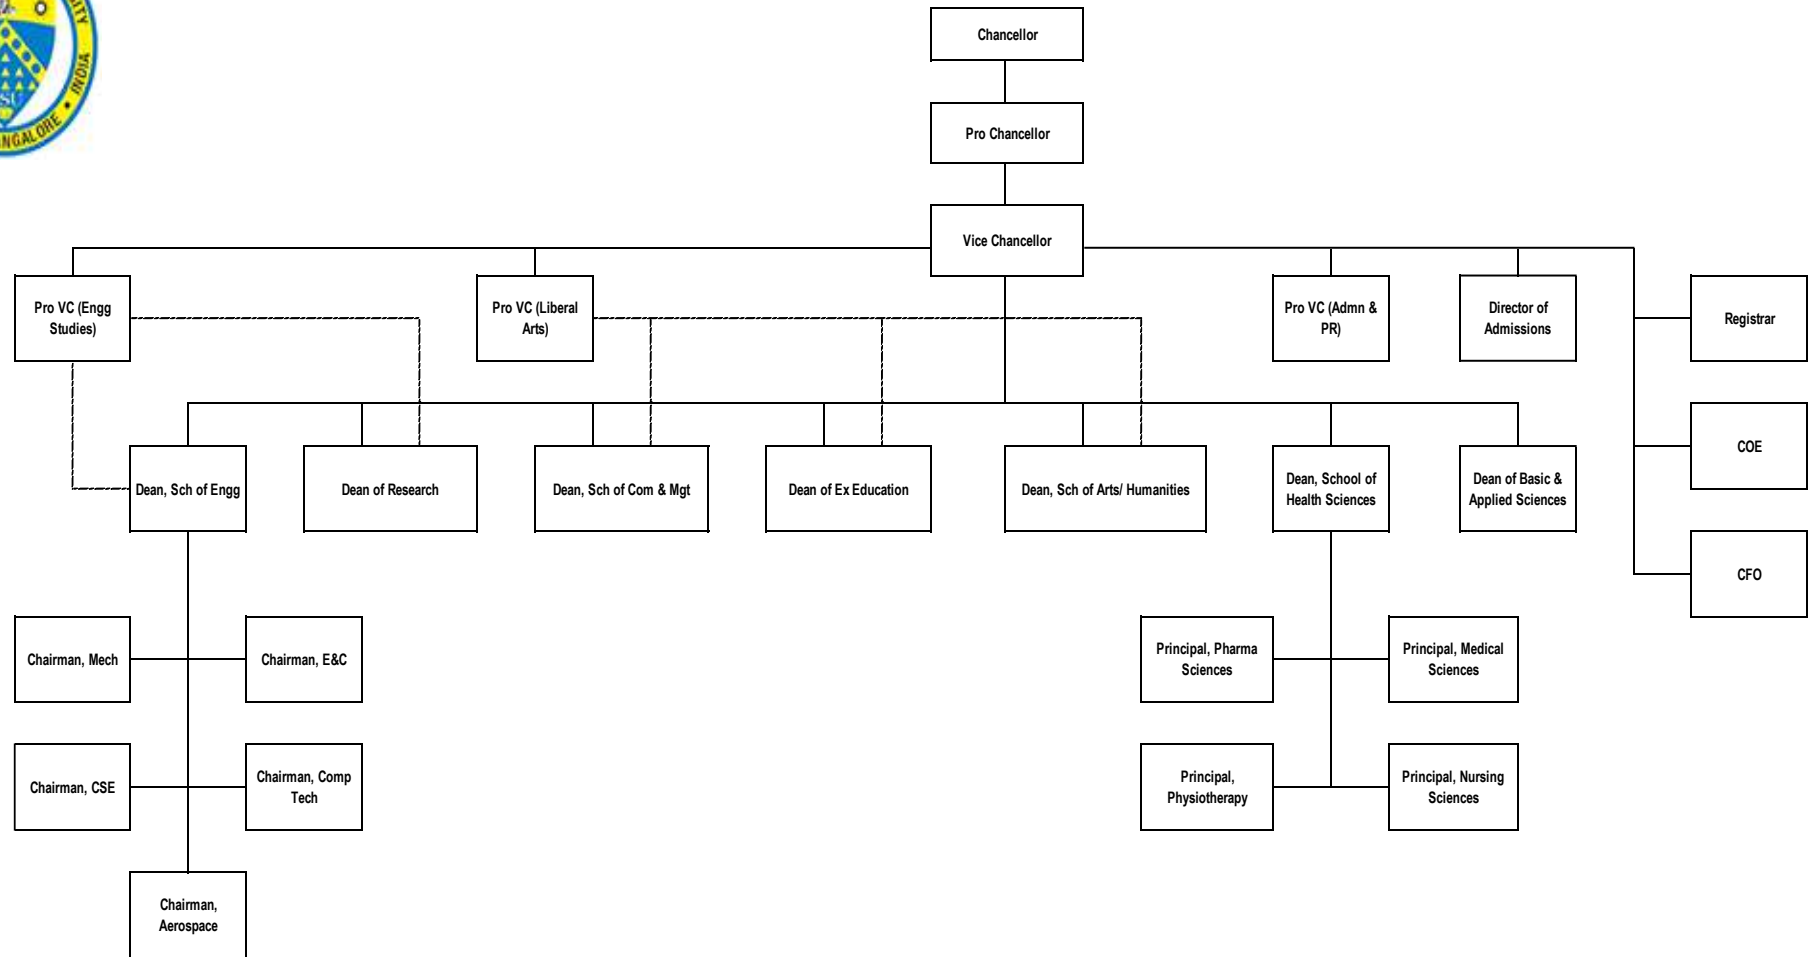 INDIA
Chancellor
Pro Chancellor
Vice Chancellor
Pro VC (Engg
Studies)
Pro VC (Liberal
Arts)
Pro VC (Admn &
PR)
Director of
Admissions
Registrar
COE
CFO
Dean, Sch of Engg
Dean of Research
Dean, Sch of Com & Mgt
Dean of Ex Education
Dean, Sch of Arts/ Humanities
Dean, School of
Health Sciences
Dean of Basic &
Applied Sciences
Chairman, Mech
Chairman, E&C
Chairman, CSE
Chairman, Comp
Tech
Chairman,
Aerospace
Principal, Pharma
Sciences
Principal, Medical
Sciences
Principal,
Physiotherapy
Principal, Nursing
Sciences